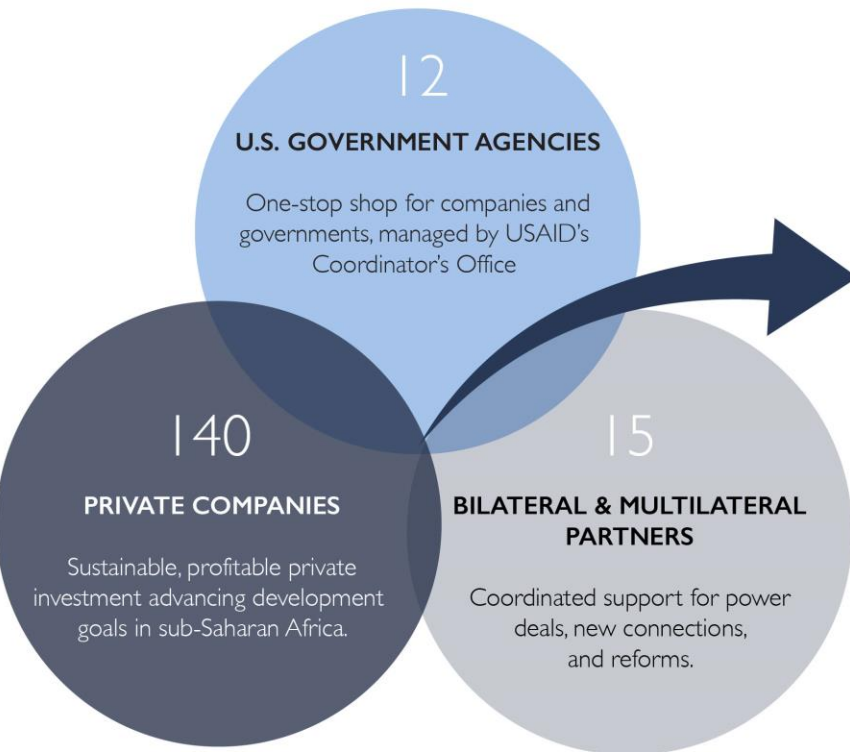 12
U.S. GOVERNMENT AGENCIES
One-stop shop for companies and
governments, managed by USAID's
Coordinator's Office
140
PRIVATE COMPANIES
Sustainable, profitable private
investment advancing development
goals in sub-Saharan Africa.
15
BILATERAL & MULTILATERAL
PARTNERS
Coordinated support for power
deals, new connections,
and reforms.